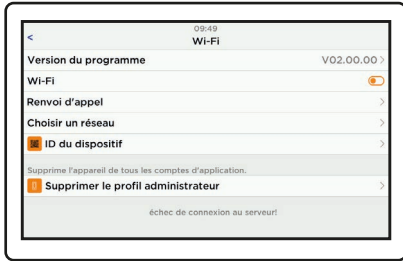 09:49
<
Wi-Fi
Version du programme V02.00.00 >
Wi-Fi
Renvoi d'appel >
Choisir un réseau >
ID du dispositif >
Supprime l'appareil de tous les comptes d'application.
Supprimer le profil administrateur >
échec de connexion au serveur!